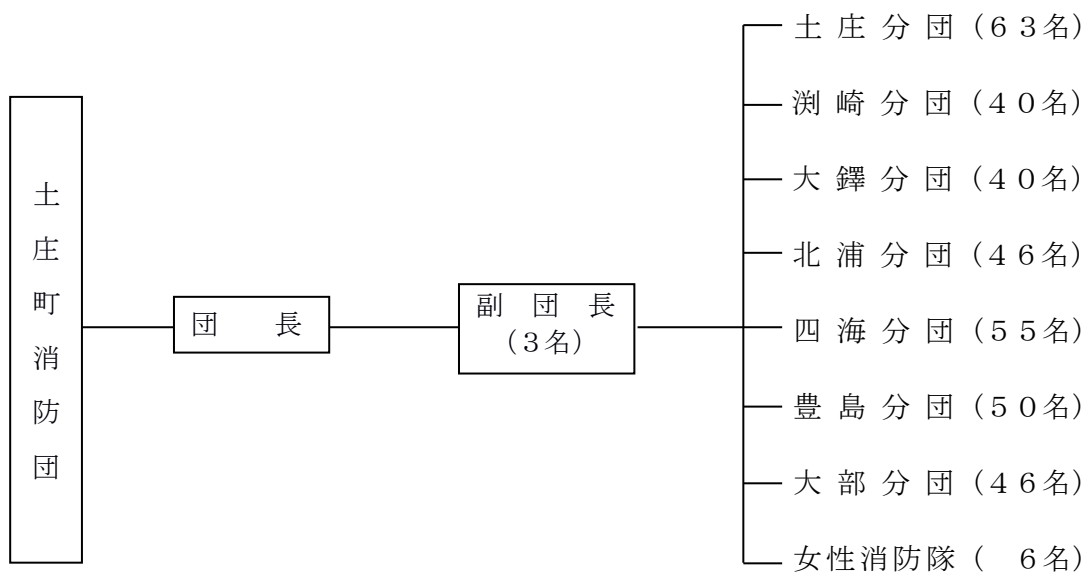 土庄町消防団
団　　長
副　団　長
（３名）
土 庄 分 団（６３名）
渕 崎 分 団（４０名）
大 鐸 分 団（４０名）
北 浦 分 団（４６名）
四 海 分 団（５５名）
豊 島 分 団（５０名）
大 部 分 団（４６名）
女性消防隊（　６名）